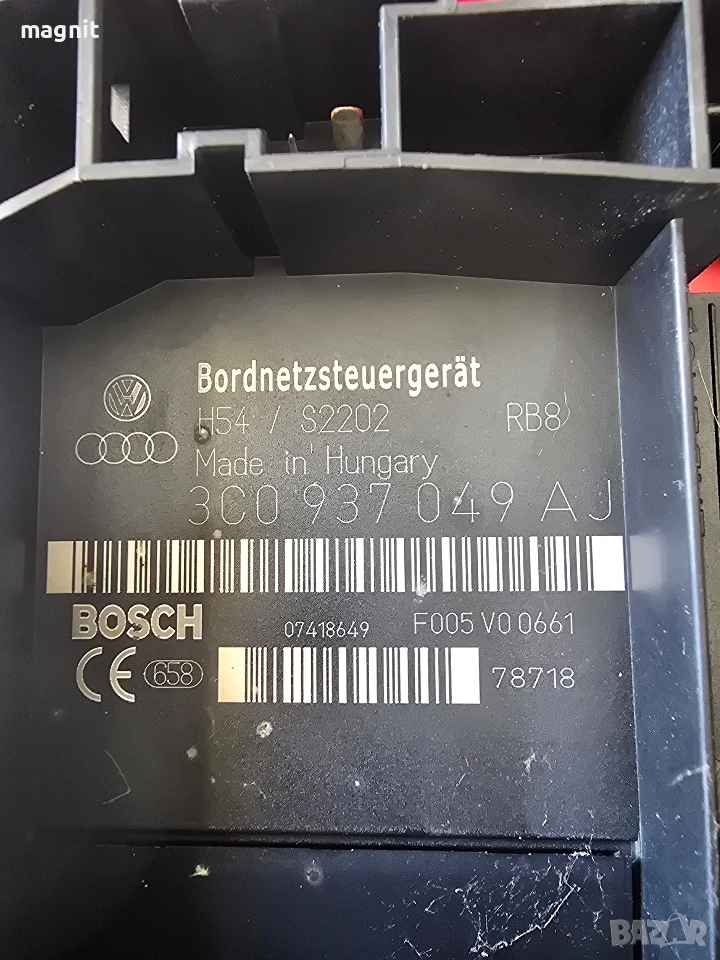 magnit
Bordnetzsteuergerät
H54 / S2202 RB8
Made in Hungary
3C0 937 049 AJ
BOSCH 07418649 F005 V0 0661
CE 658 78718
BAZAR